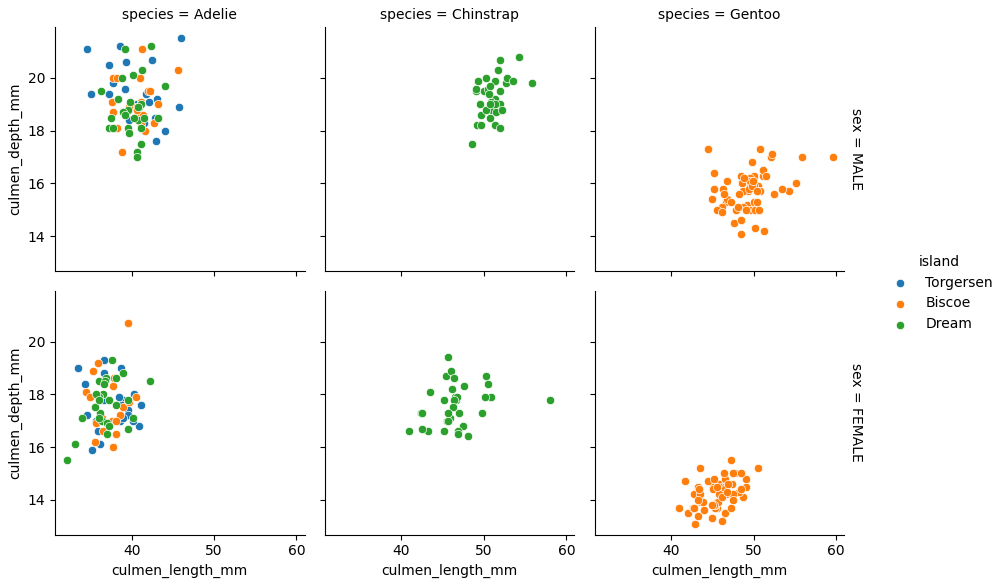 species = Adelie
species = Chinstrap
species = Gentoo
culmen_depth_mm
20
18
16
14
sex = MALE
island
Torgersen
Biscoe
Dream
culmen_depth_mm
20
18
16
14
sex = FEMALE
40
50
60
40
50
60
40
50
60
culmen_length_mm
culmen_length_mm
culmen_length_mm